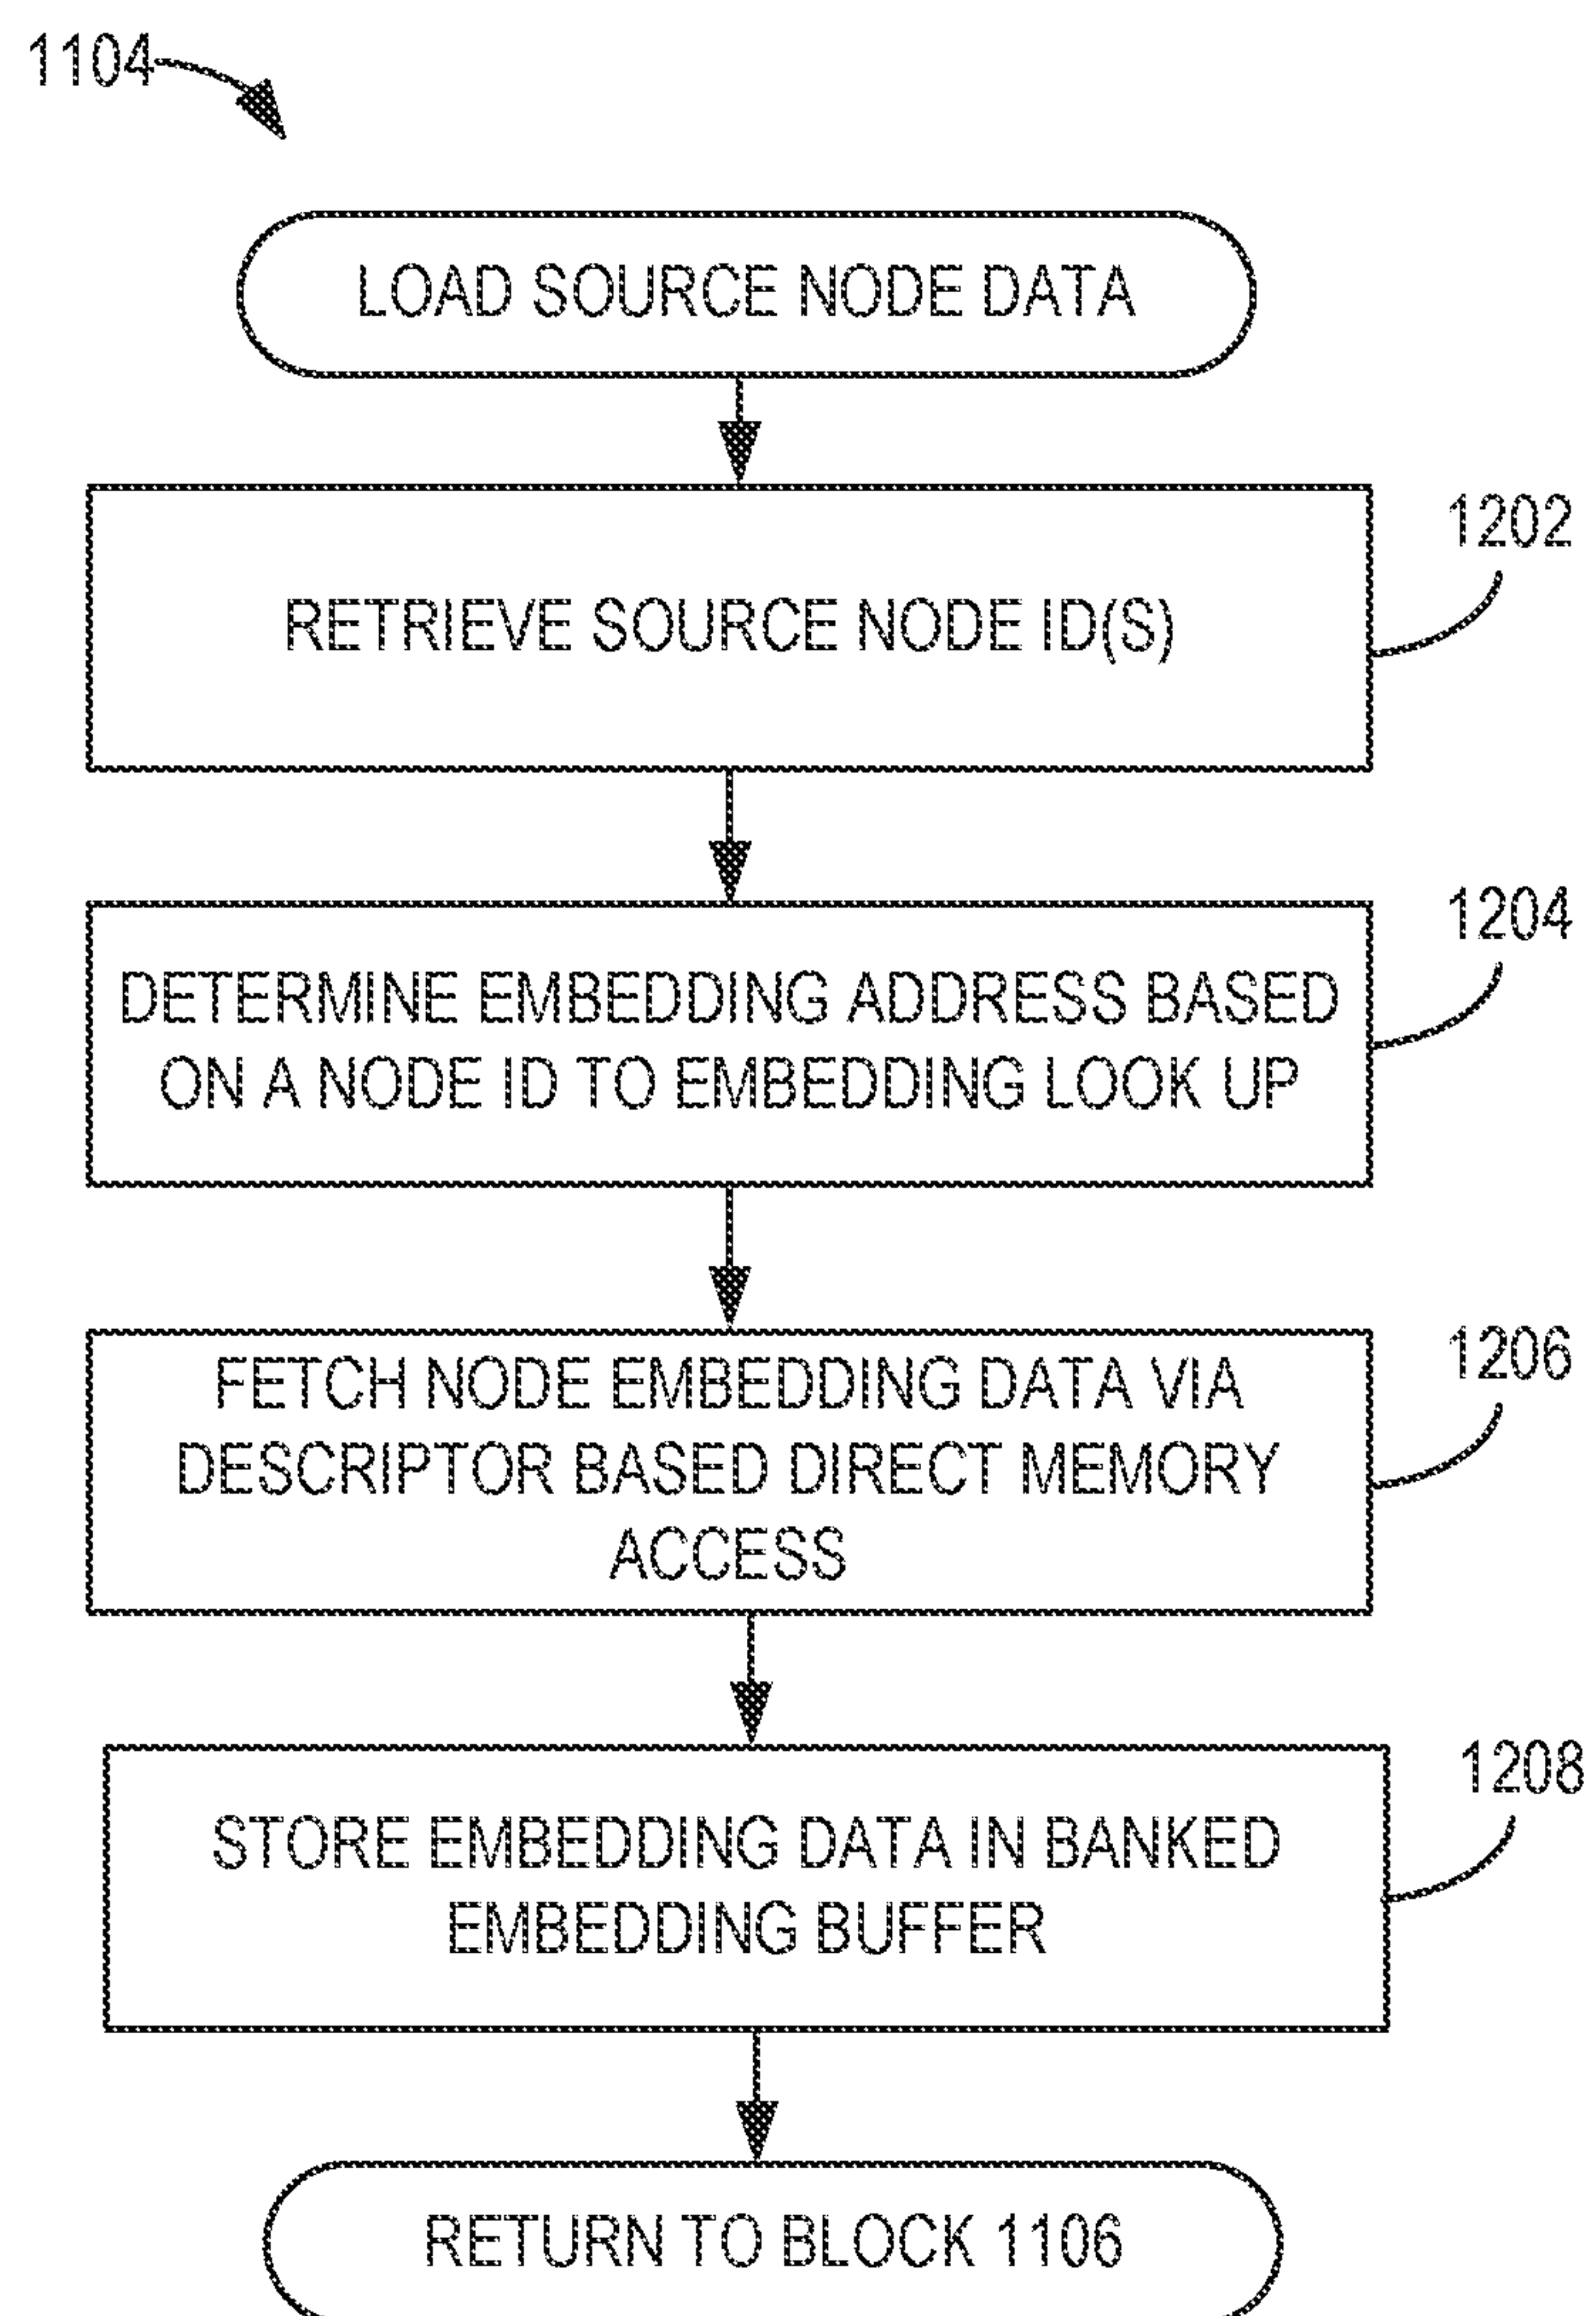 1104
LOAD SOURCE NODE DATA
1202
RETRIEVE SOURCE NODE ID(S)
1204
DETERMINE EMBEDDING ADDRESS BASED
ON A NODE ID TO EMBEDDING LOOK UP
1206
FETCH NODE EMBEDDING DATA VIA
DESCRIPTOR BASED DIRECT MEMORY
ACCESS
1208
STORE EMBEDDING DATA IN BANKED
EMBEDDING BUFFER
RETURN TO BLOCK 1106